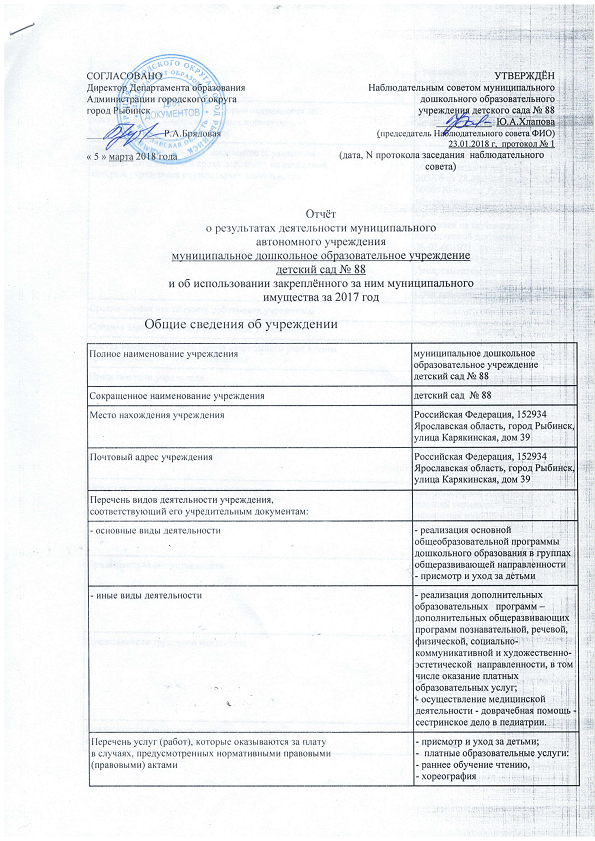 СОГЛАСОВАНО
Директор Департамента образования
Администрации городского округа
город Рыбинск
Р.А.Брядовая
« 5 » марта 2018 года
УТВЕРЖДЁН
Наблюдательным советом муниципального
дошкольного образовательного
учреждения детского сада № 88
Ю.А.Хлапова
(председатель Наблюдательного совета ФИО)
23.01.2018 г, протокол № 1
(дата, N протокола заседания наблюдательного
совета)
ДОКУМЕНТОВ
Отчёт
о результатах деятельности муниципального
автономного учреждения
муниципальное дошкольное образовательное учреждение
детский сад № 88
и об использовании закреплённого за ним муниципального
имущества за 2017 год
Общие сведения об учреждении
Полное наименование учреждения
муниципальное дошкольное
образовательное учреждение
детский сад № 88
Сокращенное наименование учреждения
детский сад № 88
Место нахождения учреждения
Российская Федерация, 152934
Ярославская область, город Рыбинск,
улица Карякинская, дом 39
Почтовый адрес учреждения
Российская Федерация, 152934
Ярославская область, город Рыбинск,
улица Карякинская, дом 39
Перечень видов деятельности учреждения,
соответствующий его учредительным документам:
- основные виды деятельности
- реализация основной
общеобразовательной программы
дошкольного образования в группах
общеразвивающей направленности
- присмотр и уход за детьми
- иные виды деятельности
- реализация дополнительных
образовательных программ –
дополнительных общеразвивающих
программ познавательной, речевой,
физической, социально-
коммуникативной и художественно-
эстетической направленности, в том
числе оказание платных
образовательных услуг;
- осуществление медицинской
деятельности - доврачебная помощь -
сестринское дело в педиатрии.
Перечень услуг (работ), которые оказываются за плату
в случаях, предусмотренных нормативными правовыми
(правовыми) актами
- присмотр и уход за детьми;
- платные образовательные услуги:
- раннее обучение чтению,
- хореография